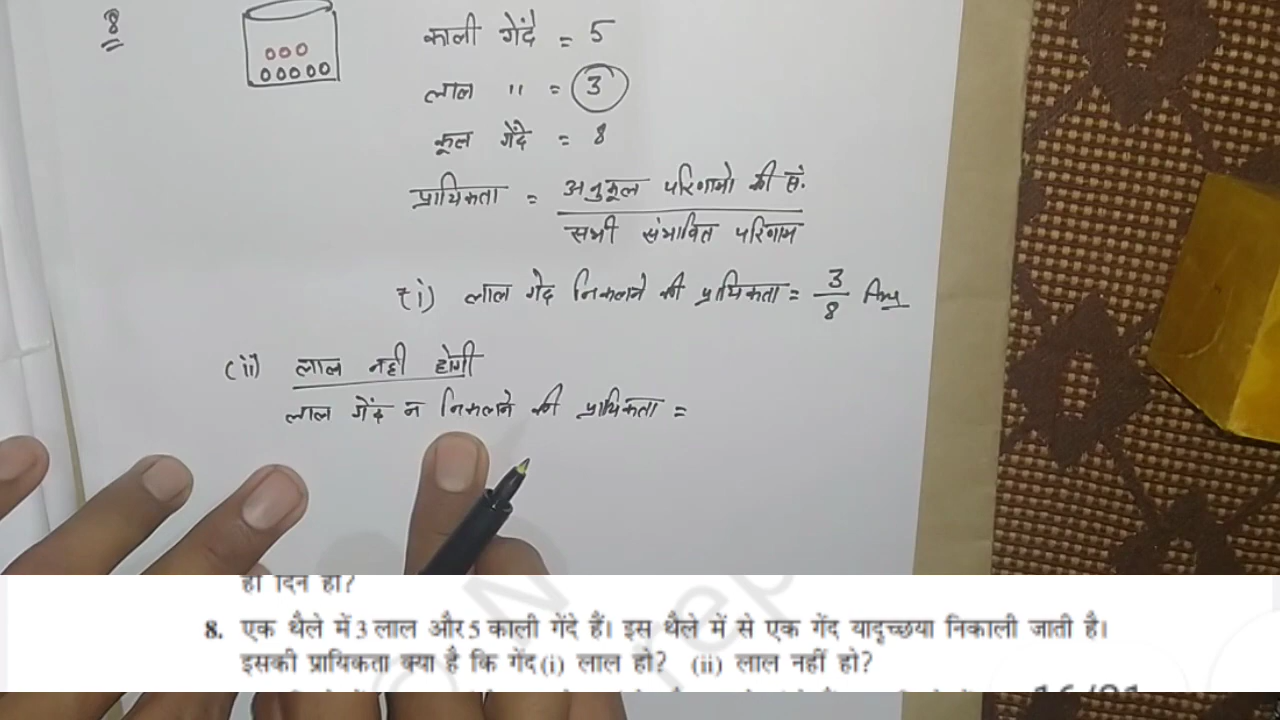 8
काली गेंदें = 5
लाल " = 3
कूल गेंदे = 8
प्रायिकता = अनुकूल परिणामो की सं.
सभी संभावित परिणाम
(i) लाल गेंद निकलने की प्रायिकता = 3/8 Ans
(ii) लाल नही होगी
लाल गेंद न निकलने की प्रायिकता =
हो दिन हो?
8. एक थैले में 3 लाल और 5 काली गेंदे हैं। इस थैले में से एक गेंद यादृच्छया निकाली जाती है।
इसकी प्रायिकता क्या है कि गेंद (i) लाल हो? (ii) लाल नहीं हो?